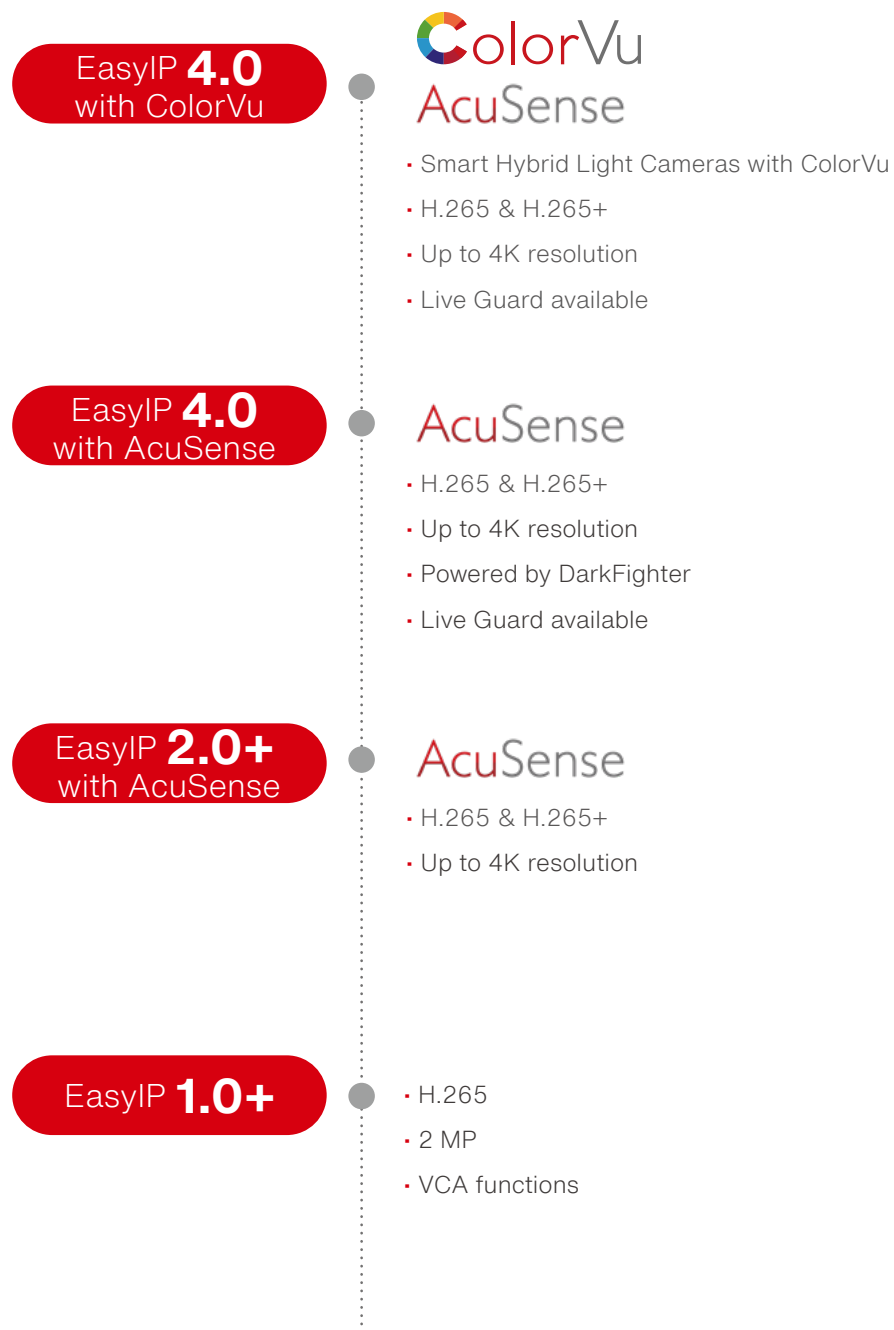 EasyIP 4.0
with ColorVu
ColorVu
AcuSense
· Smart Hybrid Light Cameras with ColorVu
· H.265 & H.265+
· Up to 4K resolution
· Live Guard available
EasyIP 4.0
with AcuSense
AcuSense
· H.265 & H.265+
· Up to 4K resolution
· Powered by DarkFighter
· Live Guard available
EasyIP 2.0+
with AcuSense
AcuSense
· H.265 & H.265+
· Up to 4K resolution
EasyIP 1.0+
· H.265
· 2 MP
· VCA functions